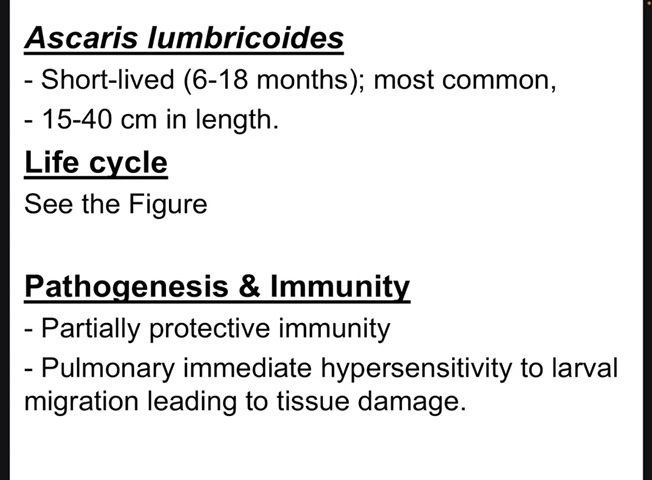 Ascaris lumbricoides
- Short-lived (6-18 months); most common,
- 15-40 cm in length.
Life cycle
See the Figure
Pathogenesis & Immunity
- Partially protective immunity
- Pulmonary immediate hypersensitivity to larval
migration leading to tissue damage.